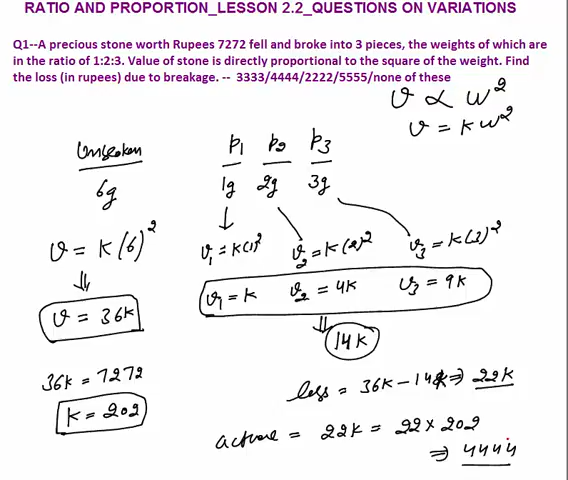 RATIO AND PROPORTION_LESSON 2.2_QUESTIONS ON VARIATIONS
Q1--A precious stone worth Rupees 7272 fell and broke into 3 pieces, the weights of which are
in the ratio of 1:2:3. Value of stone is directly proportional to the square of the weight. Find
the loss (in rupees) due to breakage. -- 3333/4444/2222/5555/none of these
v ∝ w²
v = kw²
Unbroken
P1 P2 P3
6g
1g 2g 3g
v = k(6)²
v₁ = k(1)² v₂ = k(2)² v₃ = k(3)²
v₁ = k v₂ = 4k v₃ = 9k
v = 36k
14k
36k = 7272
k = 202
loss = 36k - 14k ⇒ 22k
= 22k = 22 × 202
⇒ 4444